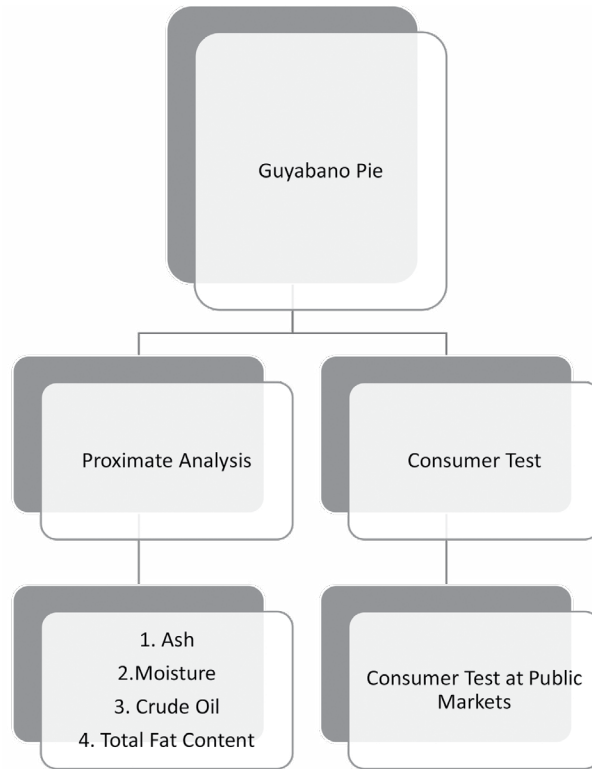 Guyabano Pie
Proximate Analysis
Consumer Test
1. Ash
2.Moisture
3. Crude Oil
4. Total Fat Content
Consumer Test at Public
Markets